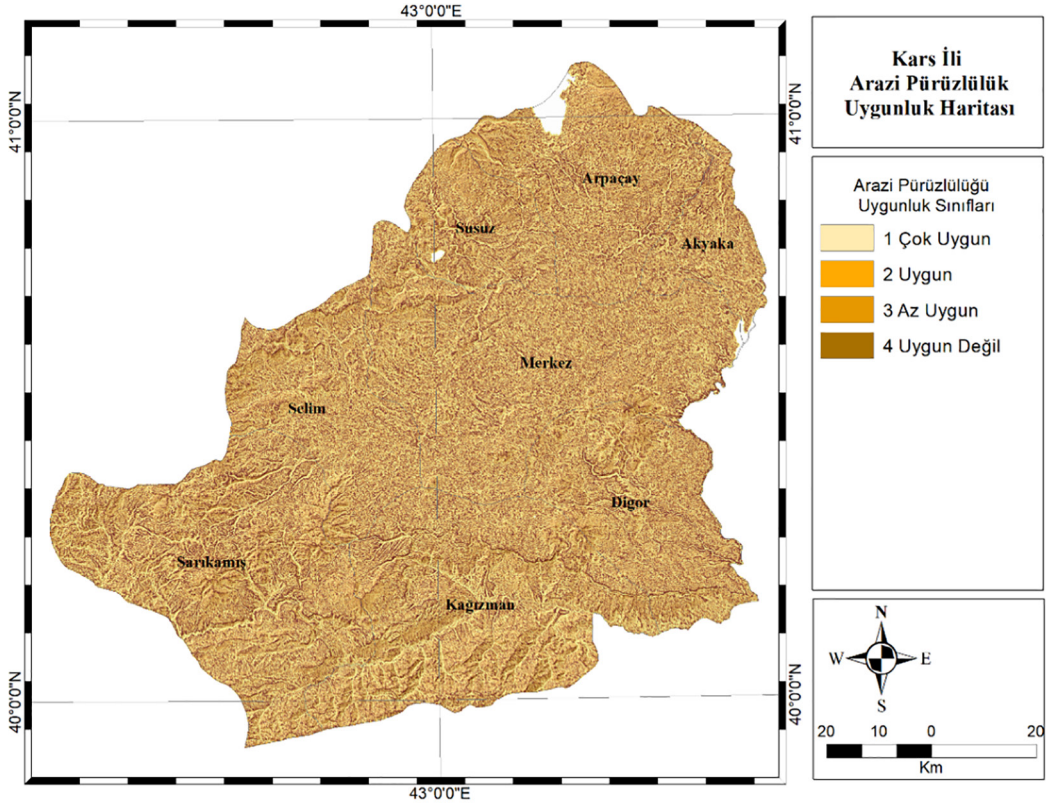 43°0'0"E
Kars İli
Arazi Pürüzlülük
Uygunluk Haritası
41°0'0"N
41°0'0"N
Arpaçay
Susuz
Akyaka
Merkez
Selim
Digor
Sarıkamış
Kagızman
Arazi Pürüzlülüğü
Uygunluk Sınıfları
1 Çok Uygun
2 Uygun
3 Az Uygun
4 Uygun Değil
N
W
E
S
40°0'0"N
40°0'0"N
20 10 0 20
Km
43°0'0"E